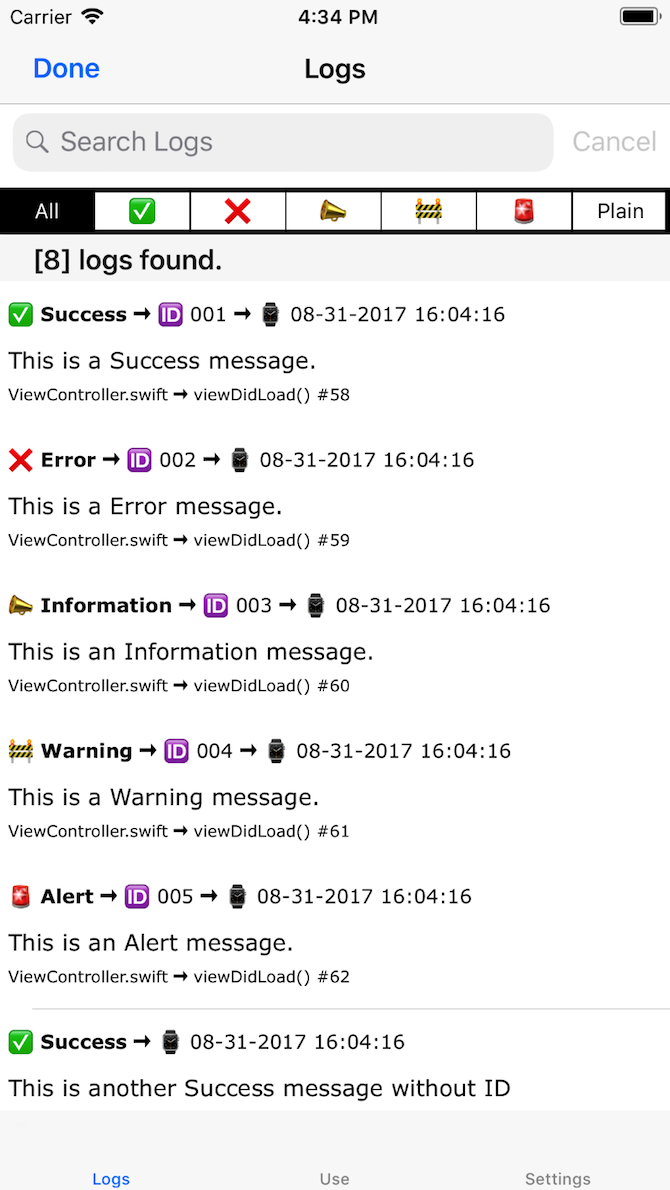 Carrier 4:34 PM
Done Logs
Search Logs Cancel
All ✅ ❌ 📣 🚧 🚨 Plain
[8] logs found.
✅ Success ➞ 🆔 001 ➞ ⌚ 08-31-2017 16:04:16
This is a Success message.
ViewController.swift ➞ viewDidLoad() #58
❌ Error ➞ 🆔 002 ➞ ⌚ 08-31-2017 16:04:16
This is a Error message.
ViewController.swift ➞ viewDidLoad() #59
📣 Information ➞ 🆔 003 ➞ ⌚ 08-31-2017 16:04:16
This is an Information message.
ViewController.swift ➞ viewDidLoad() #60
🚧 Warning ➞ 🆔 004 ➞ ⌚ 08-31-2017 16:04:16
This is a Warning message.
ViewController.swift ➞ viewDidLoad() #61
🚨 Alert ➞ 🆔 005 ➞ ⌚ 08-31-2017 16:04:16
This is an Alert message.
ViewController.swift ➞ viewDidLoad() #62
✅ Success ➞ ⌚ 08-31-2017 16:04:16
This is another Success message without ID
Logs Use Settings